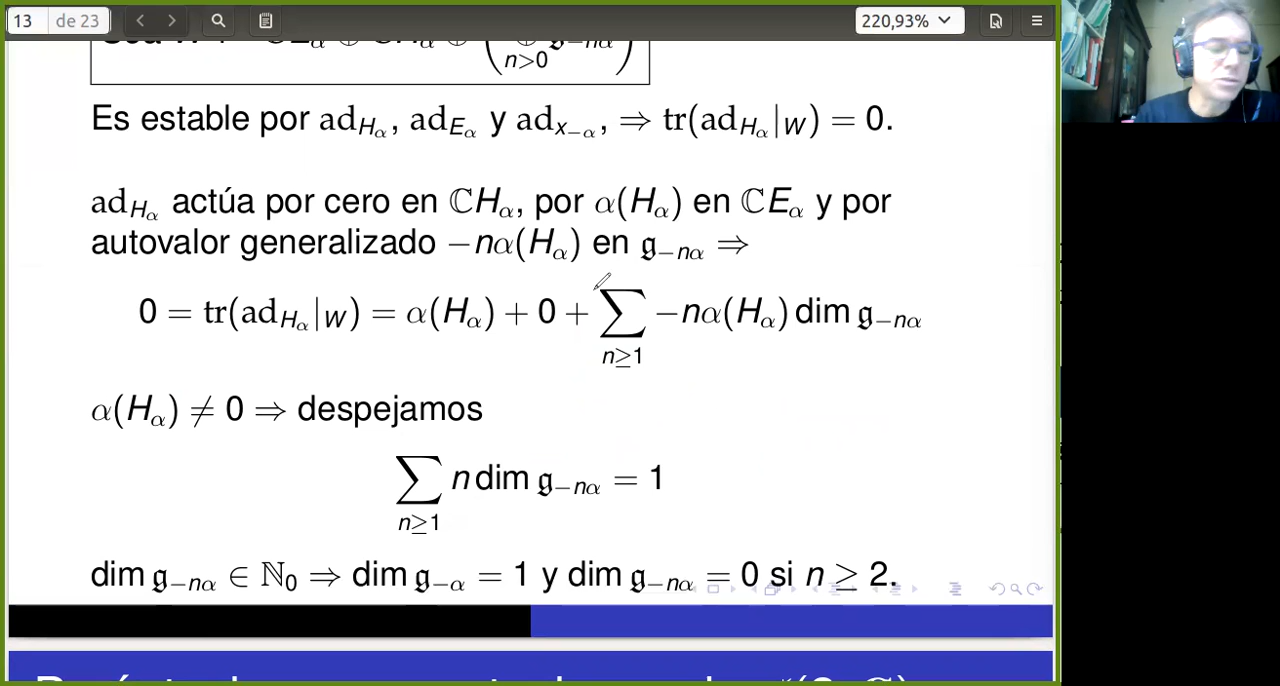 13 de 23 220,93%
n>0
Es estable por ad_{H_α}, ad_{E_α} y ad_{x_{−α}}, ⇒ tr(ad_{H_α}|_W) = 0.
ad_{H_α} actúa por cero en ℂH_α, por α(H_α) en ℂE_α y por
autovalor generalizado −nα(H_α) en 𝔤_{−nα} ⇒
0 = tr(ad_{H_α}|_W) = α(H_α) + 0 + ∑_{n≥1} −nα(H_α) dim 𝔤_{−nα}
α(H_α) ≠ 0 ⇒ despejamos
∑_{n≥1} n dim 𝔤_{−nα} = 1
dim 𝔤_{−nα} ∈ ℕ₀ ⇒ dim 𝔤_{−α} = 1 y dim 𝔤_{−nα} = 0 si n ≥ 2.